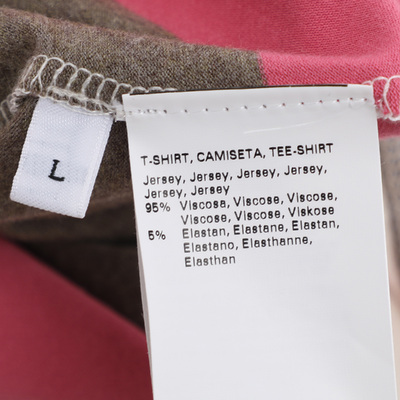 T-SHIRT, CAMISETA, TEE-SHIRT
Jersey, Jersey, Jersey, Jersey,
Jersey, Jersey
95% Viscosa, Viscose, Viscose,
Viscose, Viscose, Viskose
5% Elastan, Elastane, Elastan,
Elastano, Elasthanne,
Elasthan
L